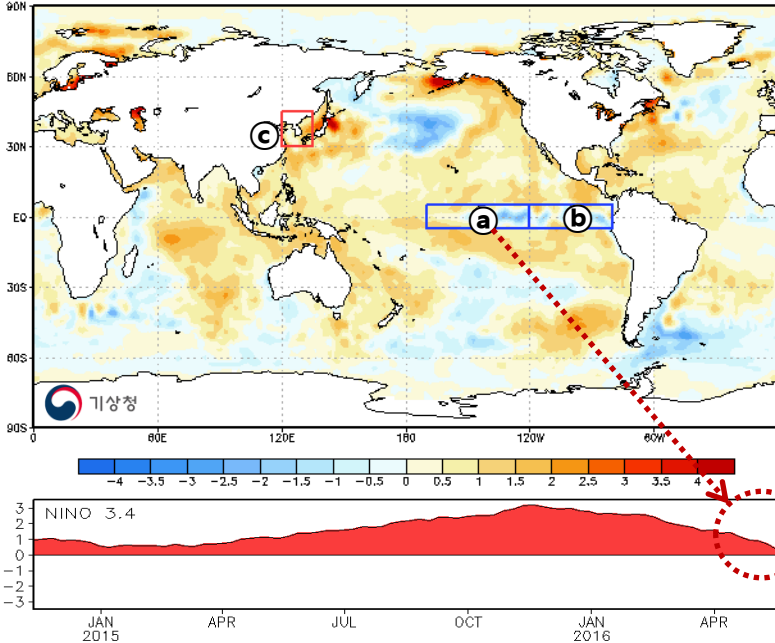 90N
60N
30N
EQ
30S
60S
90S
ⓒ
ⓐ
ⓑ
기상청
0
60E
120E
180
120W
60W
-4 -3.5 -3 -2.5 -2 -1.5 -1 -0.5 0 0.5 1 1.5 2 2.5 3 3.5 4
NINO 3.4
3
2
1
0
-1
-2
-3
JAN
2015
APR
JUL
OCT
JAN
2016
APR